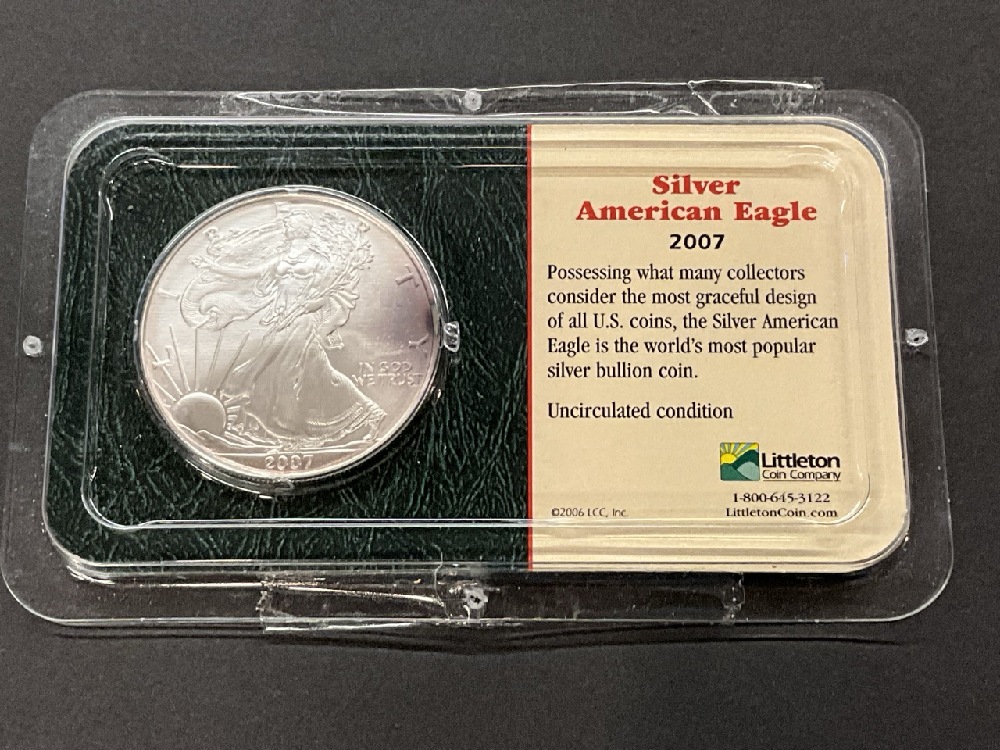 LIBERTY
IN GOD
WE TRUST
2007
Silver
American Eagle
2007
Possessing what many collectors
consider the most graceful design
of all U.S. coins, the Silver American
Eagle is the world's most popular
silver bullion coin.
Uncirculated condition
Littleton
Coin Company
1-800-645-3122
©2006 LCC, Inc.
LittletonCoin.com